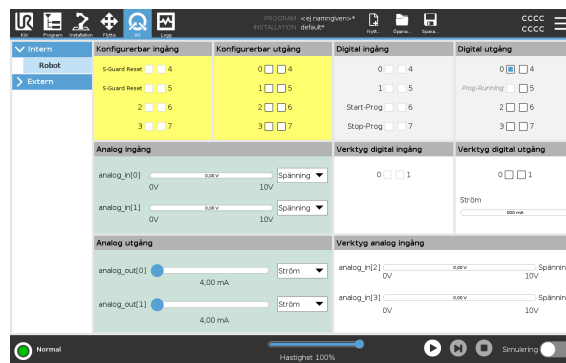 PROGRAM <ej namngiven>*
INSTALLATION default*
CCCC
CCCC
Kör Program Installation Flytta I/O Logg Nytt... Öppna... Spara...
Intern
Robot
Extern
Konfigurerbar ingång
S-Guard Reset 4
S-Guard Reset 5
2 6
3 7
Konfigurerbar utgång
0 4
1 5
2 6
3 7
Digital ingång
0 4
1 5
Start-Prog 6
Stop-Prog 7
Digital utgång
0 4
Prog-Running 5
2 6
3 7
Analog ingång
analog_in[0] 0,00 V Spänning
0V 10V
analog_in[1] 0,00 V Spänning
0V 10V
Verktyg digital ingång
0 1
Verktyg digital utgång
0 1
Ström
000 mA
Analog utgång
analog_out[0] Ström
4,00 mA
analog_out[1] Ström
4,00 mA
Verktyg analog ingång
analog_in[2] 0,00 V Spännin
0V 10V
analog_in[3] 0,00 V Spännin
0V 10V
Normal
Hastighet 100%
Simulering